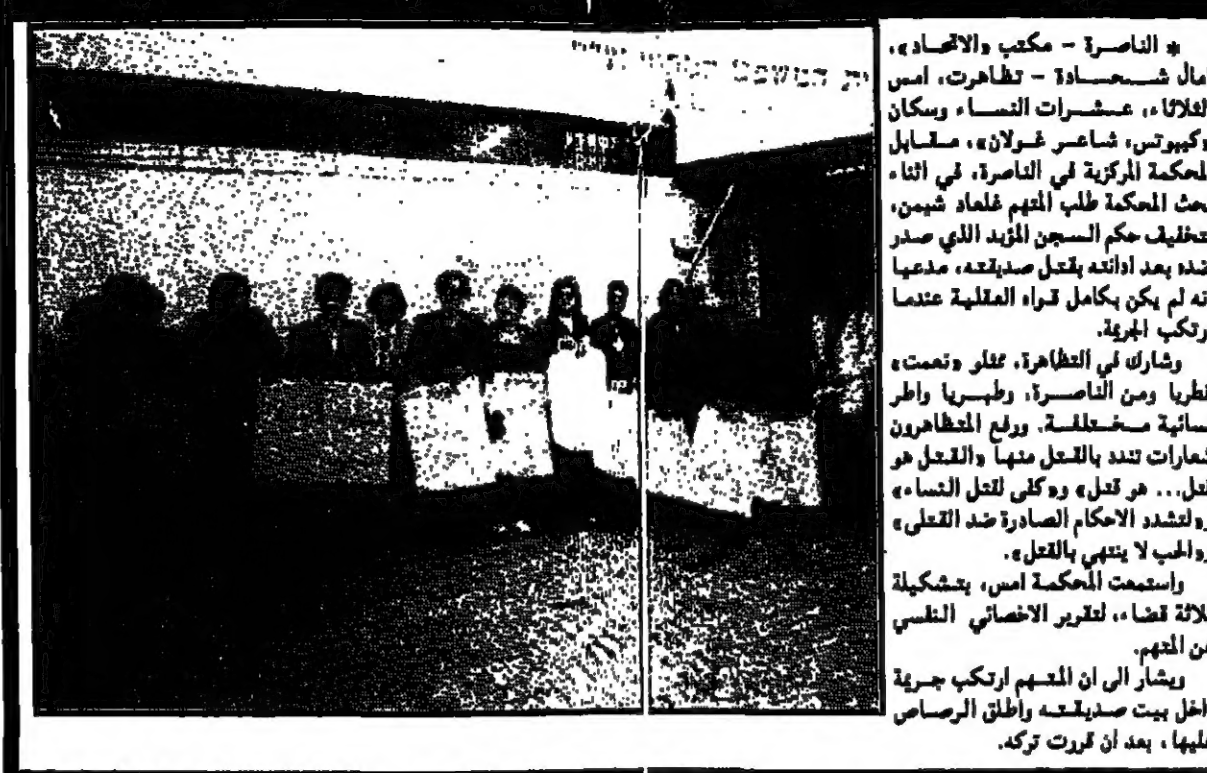 * الناصرة - مكتب «الاتحاد»،
امال شحادة - تظاهرت، امس
الثلاثاء، عشرات النساء وسكان
«كيبوتس، شاعر غولان»، مقابل
المحكمة المركزية في الناصرة، في اثناء
بحث المحكمة طلب المتهم غلعاد شيمن،
تخفيف حكم السجن المؤبد الذي صدر
ضده بعد ادانته بقتل صديقته، مدعيا
انه لم يكن بكامل قواه العقلية عندما
ارتكب الجريمة.
وشارك في التظاهرة، ممثلو «نعمت»
قطريا ومن الناصرة، وطبريا واطر
نسائية مختلفة. ورفع المتظاهرون
شعارات تندد بالقتل منها «القتل هو
قتل... هو قتل» و«كفى لقتل النساء»
و«لتشدد الاحكام الصادرة ضد القتلى»
و«الحب لا ينتهي بالقتل».
واستمعت المحكمة امس، بتشكيلة
ثلاثة قضاء، لتقرير الاخصائي النفسي
عن المتهم.
ويشار الى ان المتهم ارتكب جريمة
داخل بيت صديقته واطلق الرصاص
عليها، بعد ان قررت تركه.